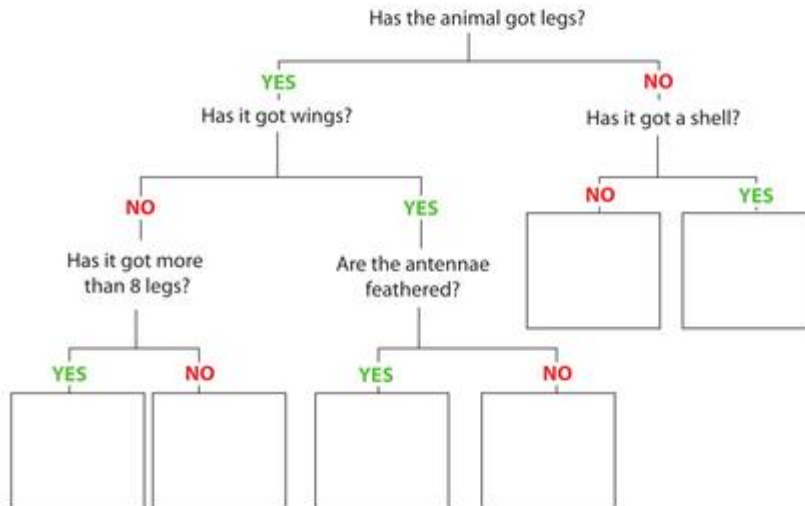 Has the animal got legs?
YES
NO
Has it got wings?
Has it got a shell?
NO
YES
NO
YES
Has it got more
than 8 legs?
Are the antennae
feathered?
YES
NO
YES
NO